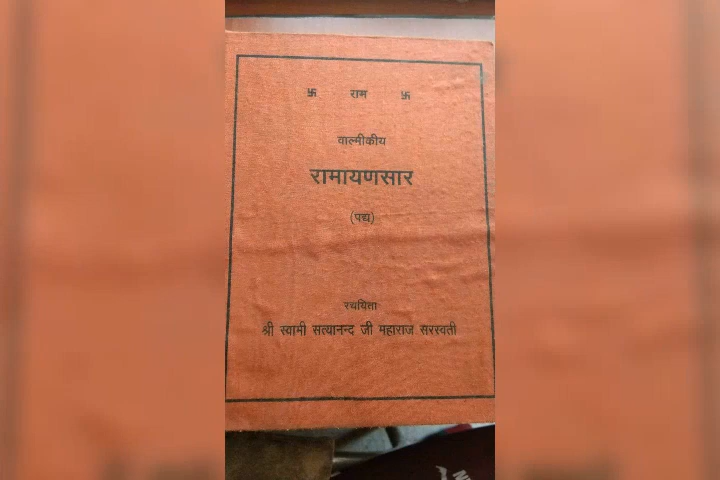 卐 राम 卐
वाल्मीकीय
रामायणसार
(पद्य)
रचयिता
श्री स्वामी सत्यानन्द जी महाराज सरस्वती